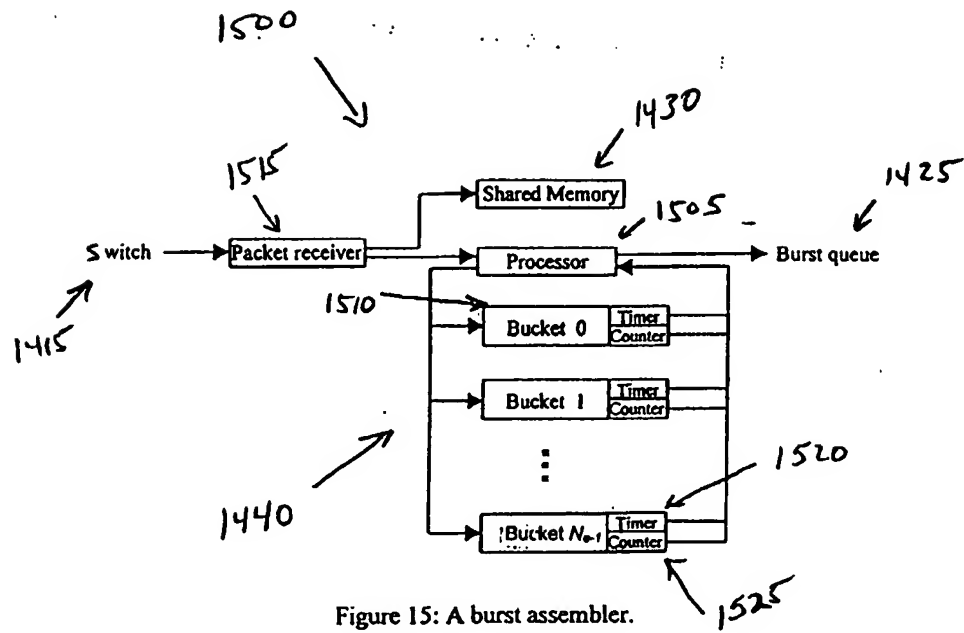 1500
1430
1515
1425
Shared Memory
1505
Switch
Packet receiver
Processor
Burst queue
1510
1415
Bucket 0
Timer
Counter
Bucket 1
Timer
Counter
1520
1440
Bucket Ne-1
Timer
Counter
1525
Figure 15: A burst assembler.